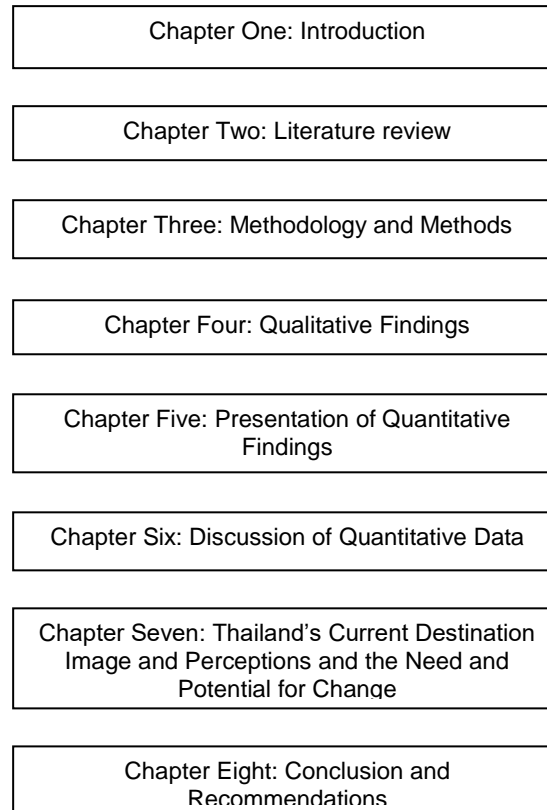 Chapter One: Introduction
Chapter Two: Literature review
Chapter Three: Methodology and Methods
Chapter Four: Qualitative Findings
Chapter Five: Presentation of Quantitative
Findings
Chapter Six: Discussion of Quantitative Data
Chapter Seven: Thailand’s Current Destination
Image and Perceptions and the Need and
Potential for Change
Chapter Eight: Conclusion and
Recommendations